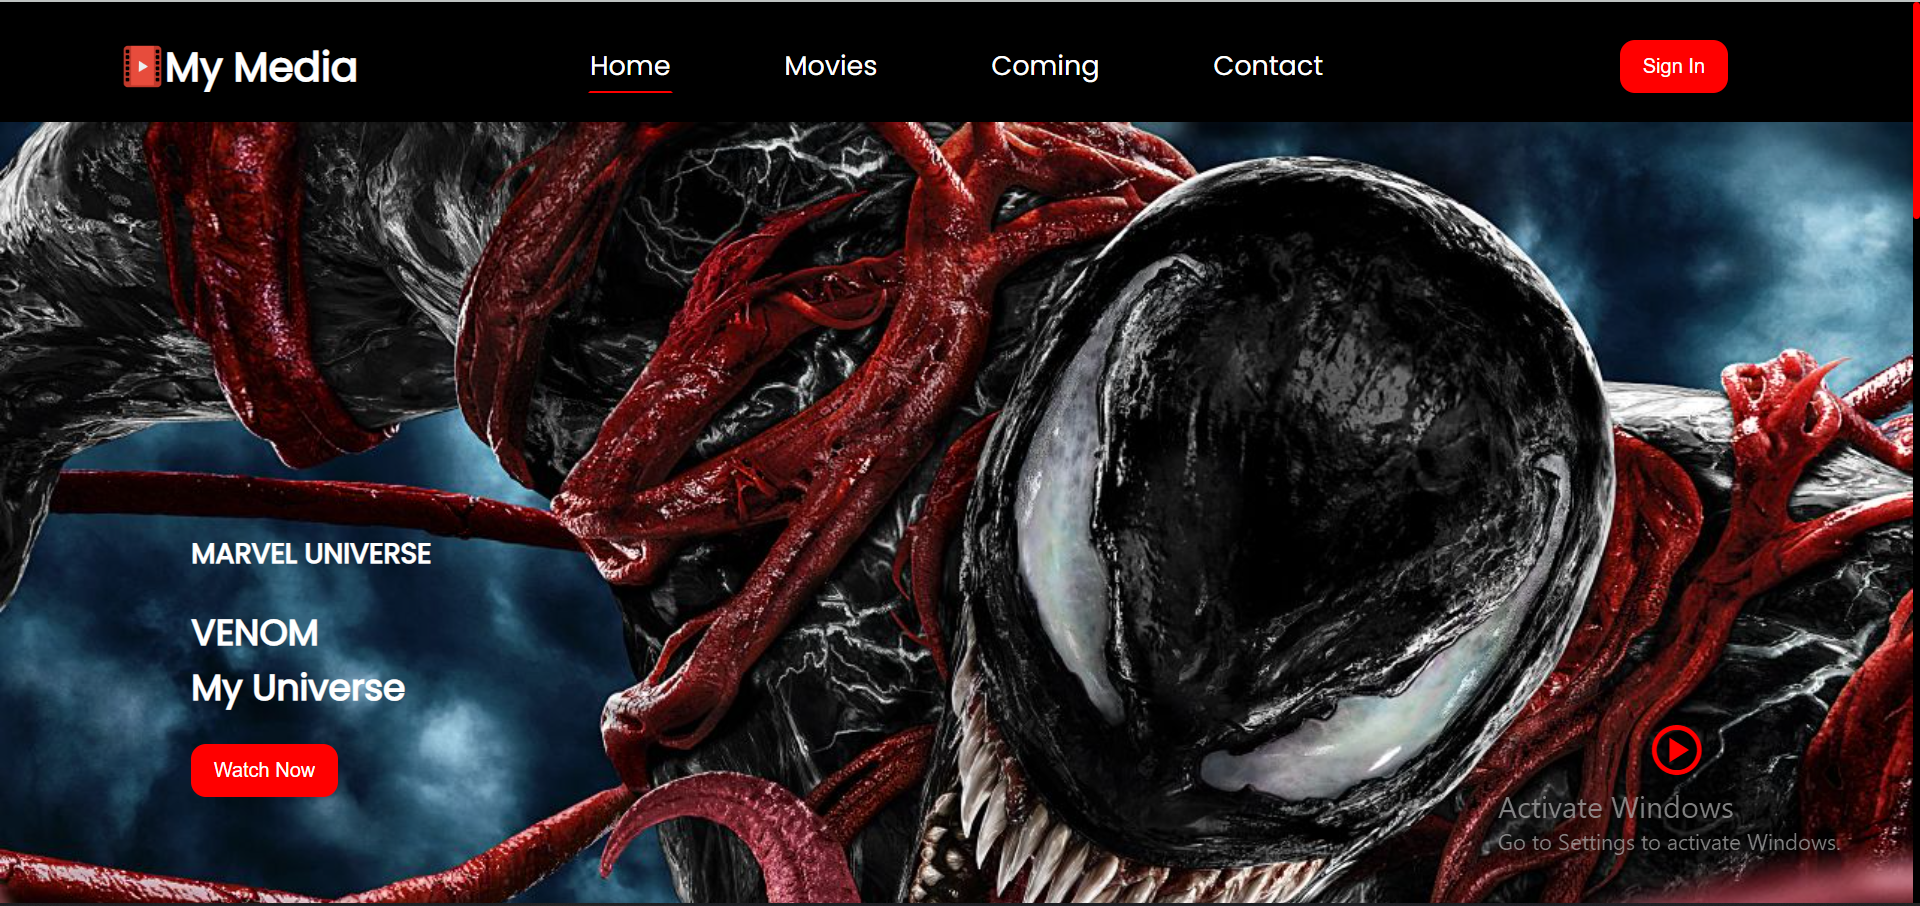 My Media
Home
Movies
Coming
Contact
Sign In
MARVEL UNIVERSE
VENOM
My Universe
Watch Now
Activate Windows
Go to Settings to activate Windows.